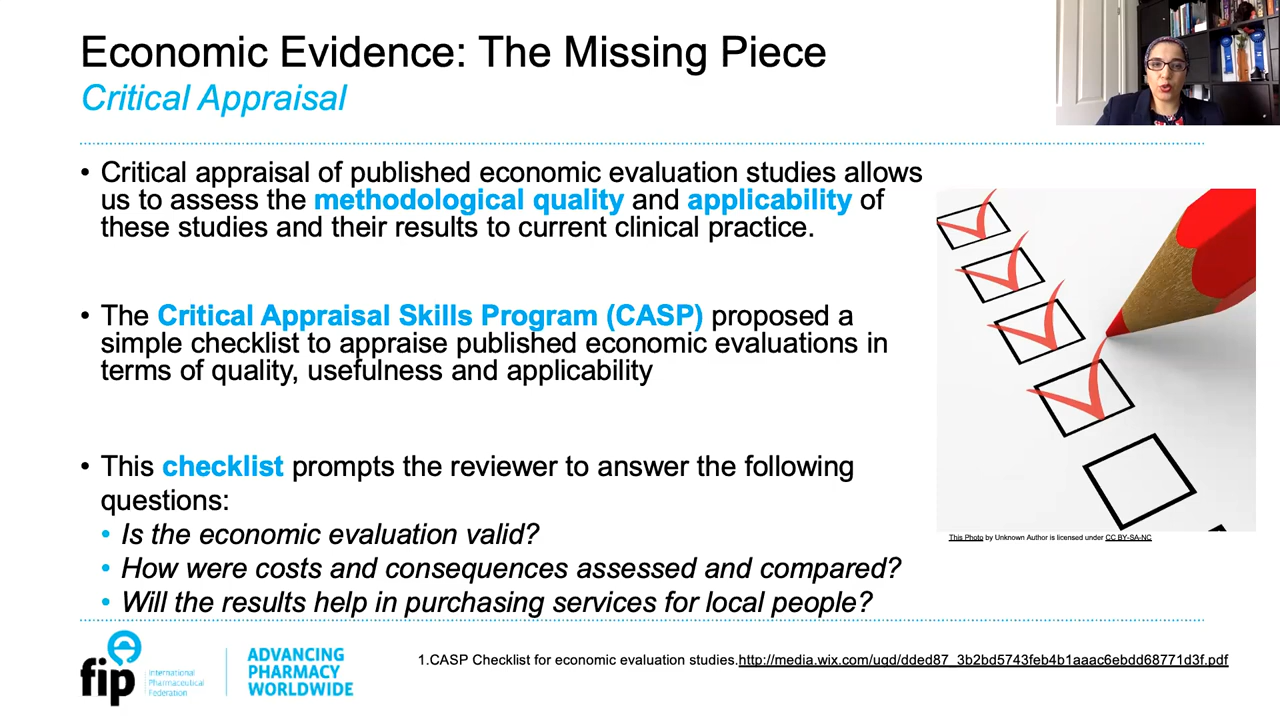 Economic Evidence: The Missing Piece
Critical Appraisal
• Critical appraisal of published economic evaluation studies allows
us to assess the methodological quality and applicability of
these studies and their results to current clinical practice.
• The Critical Appraisal Skills Program (CASP) proposed a
simple checklist to appraise published economic evaluations in
terms of quality, usefulness and applicability
• This checklist prompts the reviewer to answer the following
questions:
• Is the economic evaluation valid?
• How were costs and consequences assessed and compared?
• Will the results help in purchasing services for local people?
This Photo by Unknown Author is licensed under CC BY-SA-NC
fip
International
Pharmaceutical
Federation
ADVANCING
PHARMACY
WORLDWIDE
1.CASP Checklist for economic evaluation studies.http://media.wix.com/ugd/dded87_3b2bd5743feb4b1aaac6ebdd68771d3f.pdf